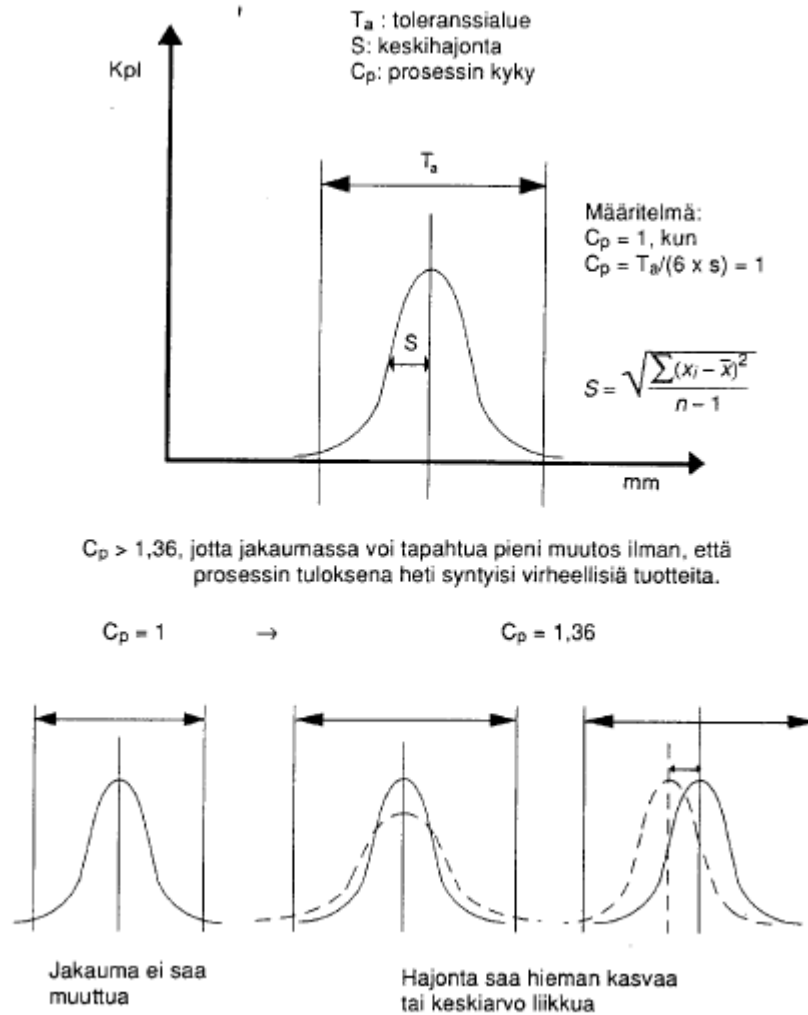 Tₐ : toleranssialue
S: keskihajonta
Cₚ: prosessin kyky
Kpl
Tₐ
Määritelmä:
Cₚ = 1, kun
Cₚ = Tₐ/(6 x s) = 1
S
S = √(∑(xᵢ – x̅)² / n – 1)
mm
Cₚ > 1,36, jotta jakaumassa voi tapahtua pieni muutos ilman, että
prosessin tuloksena heti syntyisi virheellisiä tuotteita.
Cₚ = 1 → Cₚ = 1,36
Jakauma ei saa
muuttua
Hajonta saa hieman kasvaa
tai keskiarvo liikkua